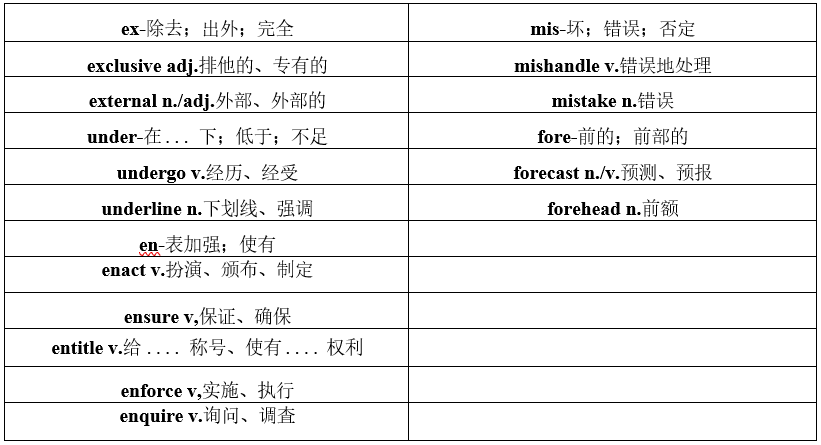 ex-除去；出外；完全
mis-坏；错误；否定
exclusive adj.排他的、专有的
mishandle v.错误地处理
external n./adj.外部、外部的
mistake n.错误
under-在... 下；低于；不足
fore-前的；前部的
undergo v.经历、经受
forecast n./v.预测、预报
underline n.下划线、强调
forehead n.前额
en-表加强；使有
enact v.扮演、颁布、制定
ensure v,保证、确保
entitle v.给 .... 称号、使有.... 权利
enforce v,实施、执行
enquire v.询问、调查